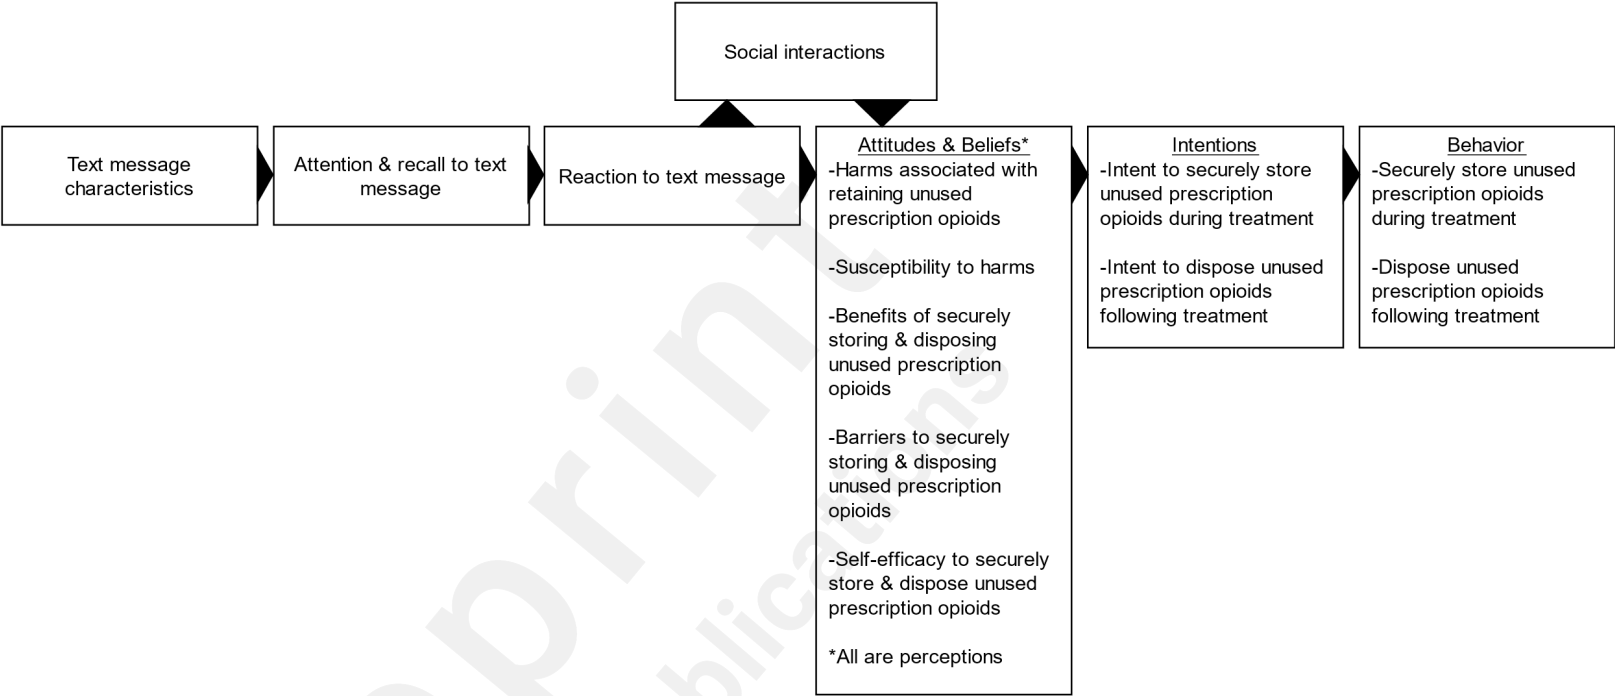 Social interactions
Text message
characteristics
Attention & recall to text
message
Reaction to text message
Attitudes & Beliefs*
-Harms associated with
retaining unused
prescription opioids
-Susceptibility to harms
-Benefits of securely
storing & disposing
unused prescription
opioids
-Barriers to securely
storing & disposing
unused prescription
opioids
-Self-efficacy to securely
store & dispose unused
prescription opioids
*All are perceptions
Intentions
-Intent to securely store
unused prescription
opioids during treatment
-Intent to dispose unused
prescription opioids
following treatment
Behavior
-Securely store unused
prescription opioids
during treatment
-Dispose unused
prescription opioids
following treatment
print
blications